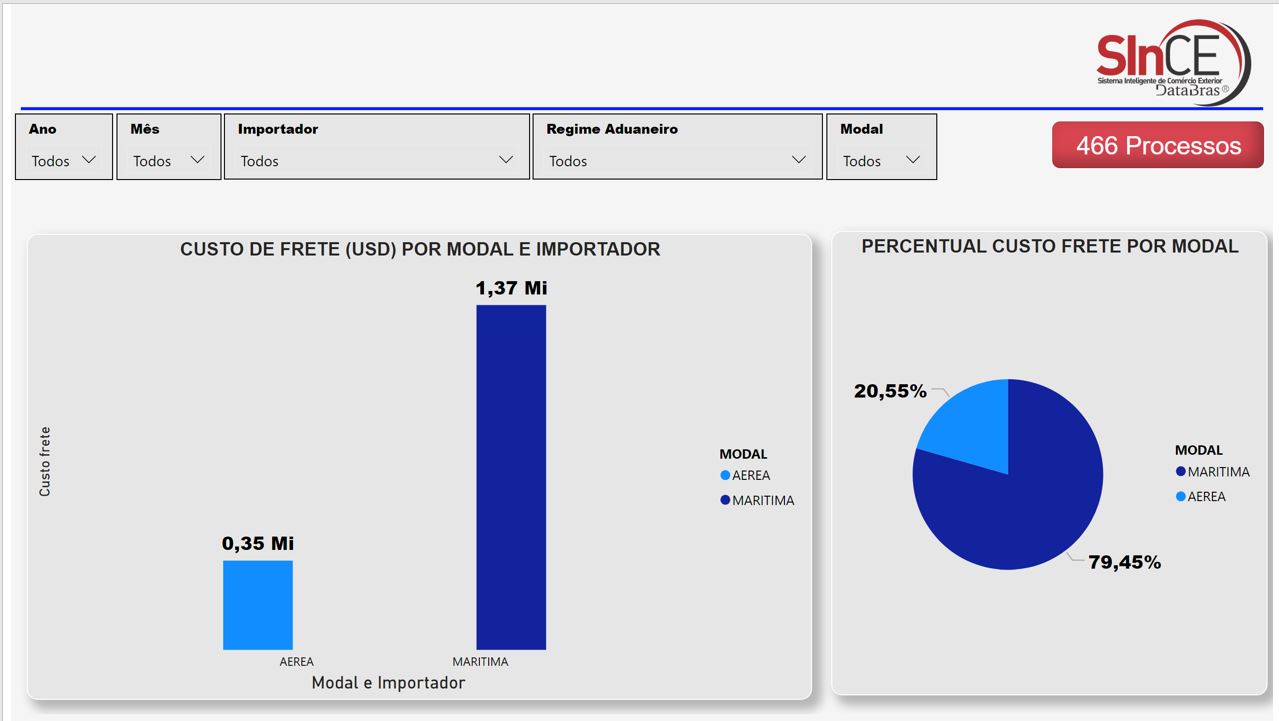 SInCE
Sistema Inteligente de Comércio Exterior
DataBras®
Ano
Todos
Mês
Todos
Importador
Todos
Regime Aduaneiro
Todos
Modal
Todos
466 Processos
CUSTO DE FRETE (USD) POR MODAL E IMPORTADOR
1,37 Mi
0,35 Mi
Custo frete
MODAL
AEREA
MARITIMA
AEREA
MARITIMA
Modal e Importador
PERCENTUAL CUSTO FRETE POR MODAL
20,55%
79,45%
MODAL
MARITIMA
AEREA